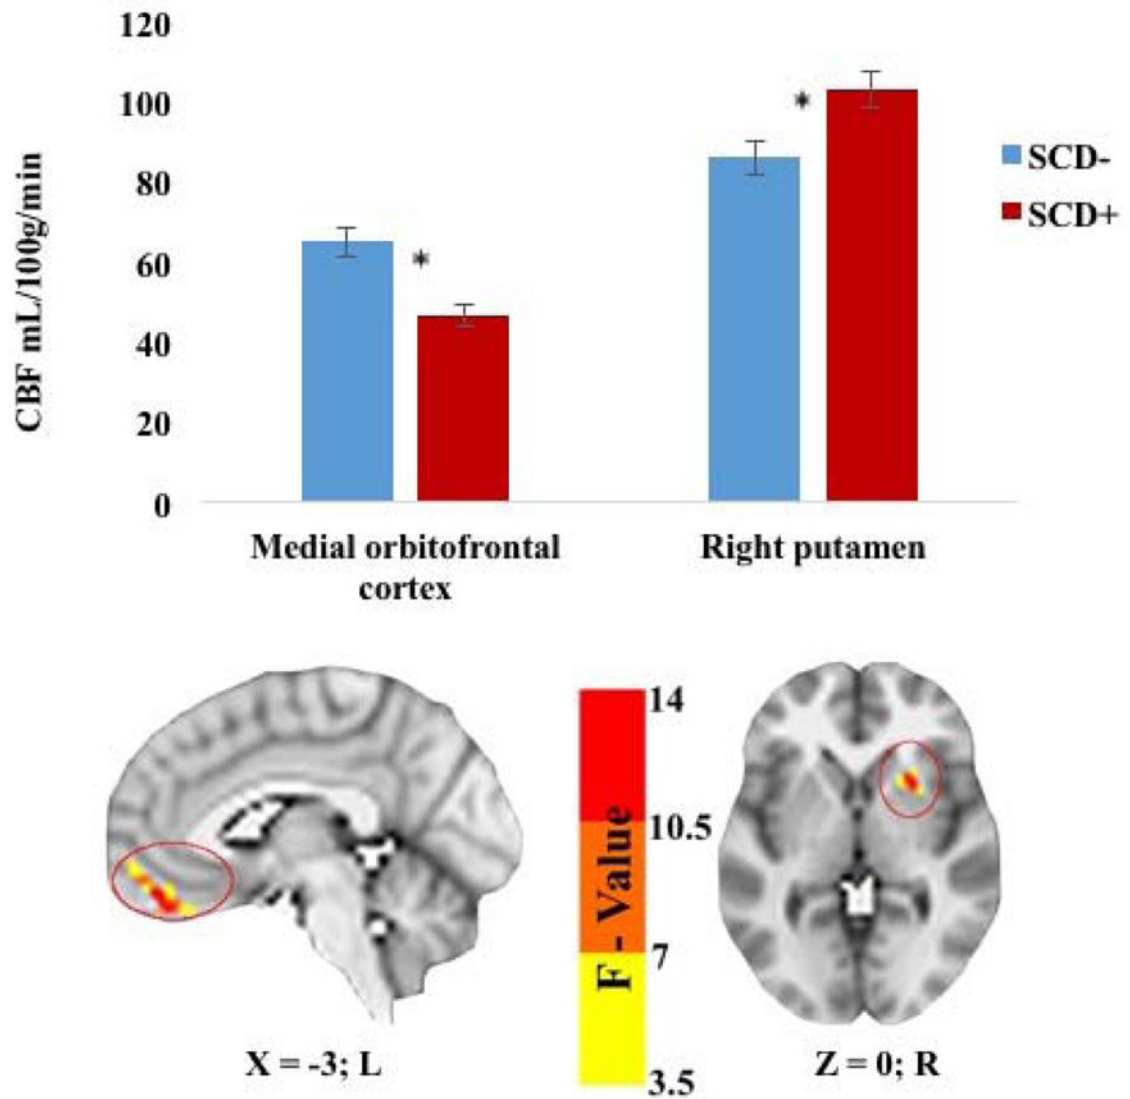 120
100
80
60
40
20
0
CBF mL/100g/min
*
*
SCD-
SCD+
Medial orbitofrontal
cortex
Right putamen
14
10.5
7
3.5
F - Value
X = -3; L
Z = 0; R